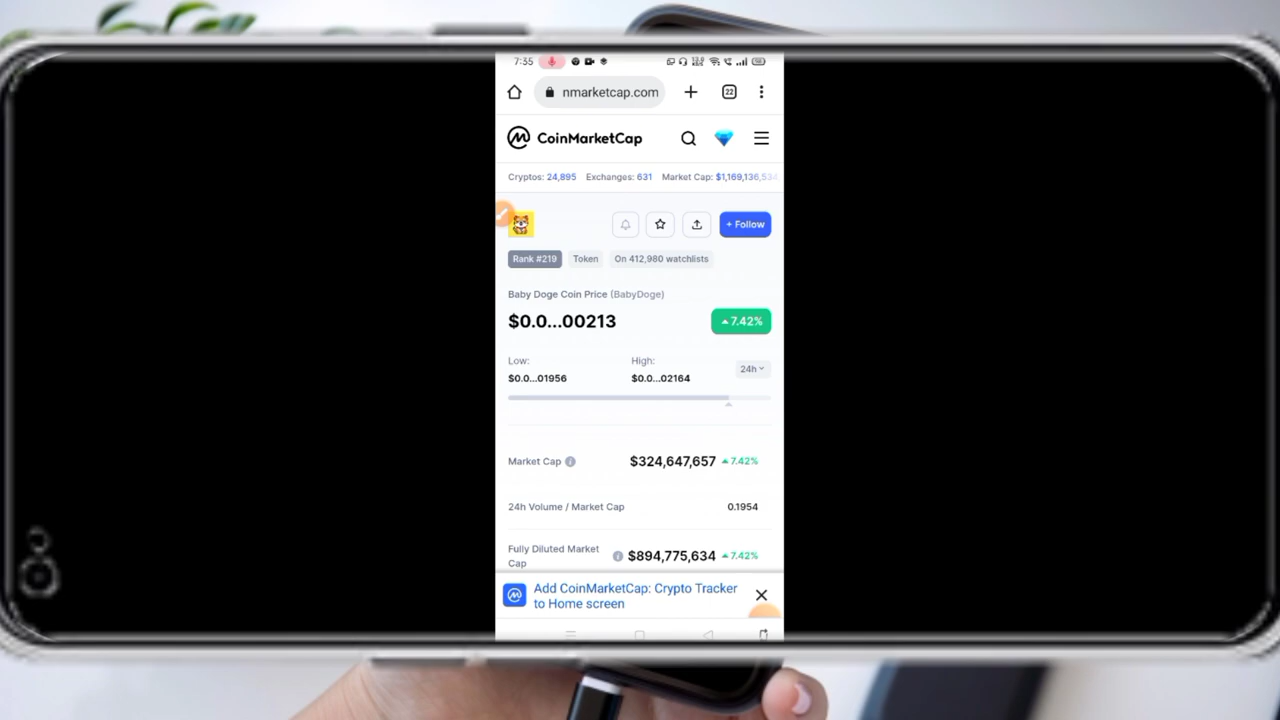 7:35
22
nmarketcap.com
CoinMarketCap
Cryptos: 24,895 Exchanges: 631 Market Cap: $1,169,136,534
+ Follow
Rank #219 Token On 412,980 watchlists
Baby Doge Coin Price (BabyDoge)
$0.0...00213 7.42%
Low: High:
24h
$0.0...01956 $0.0...02164
Market Cap $324,647,657 7.42%
24h Volume / Market Cap 0.1954
Fully Diluted Market Cap $894,775,634 7.42%
Add CoinMarketCap: Crypto Tracker
to Home screen